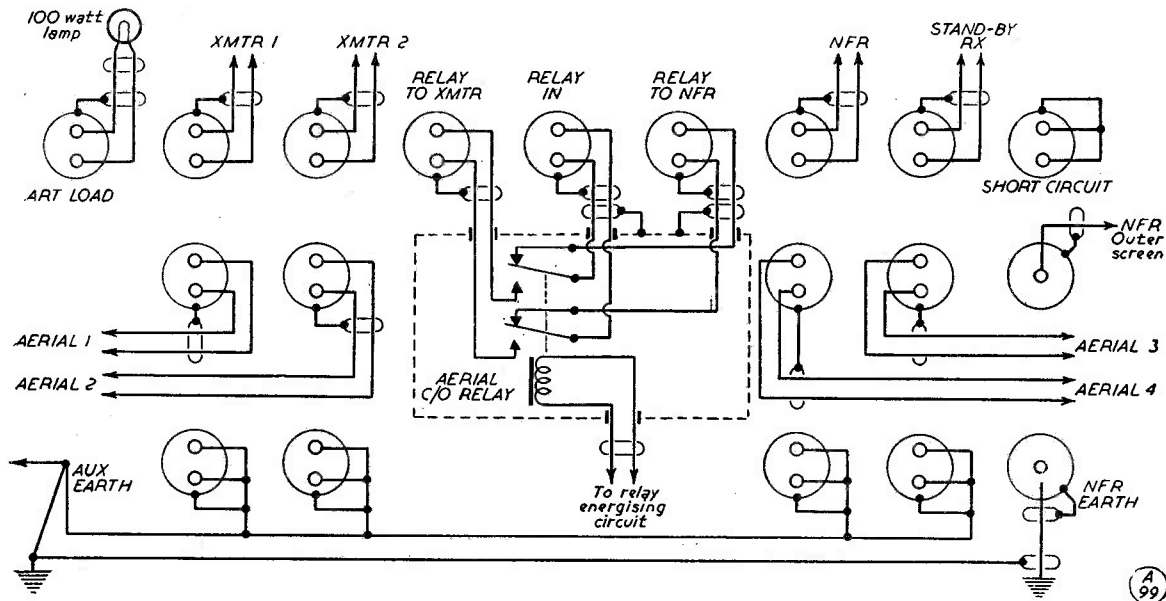 100 watt
lamp
XMTR 1
XMTR 2
RELAY
TO XMTR
RELAY
IN
RELAY
TO NFR
NFR
STAND-BY
RX
ART LOAD
SHORT CIRCUIT
NFR
Outer
screen
AERIAL 1
AERIAL 2
AERIAL
C/O RELAY
AERIAL 3
AERIAL 4
AUX
EARTH
To relay
energising
circuit
NFR
EARTH
A
99